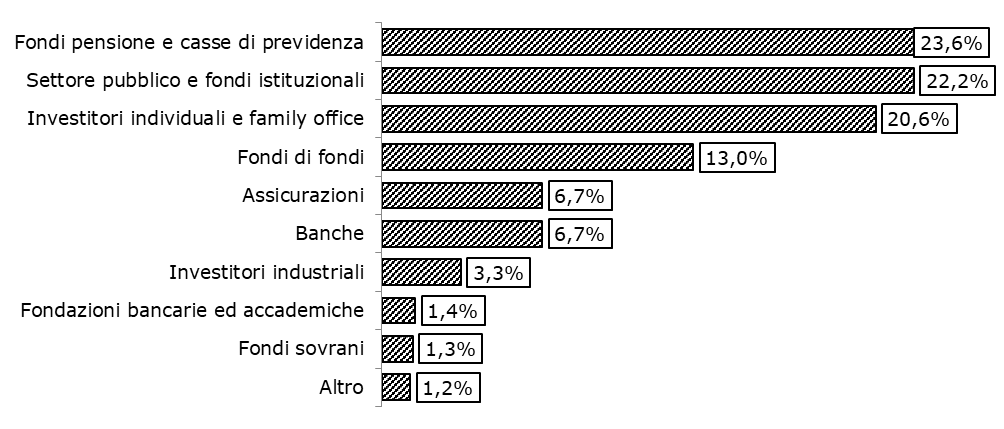 Fondi pensione e casse di previdenza 23,6%
Settore pubblico e fondi istituzionali 22,2%
Investitori individuali e family office 20,6%
Fondi di fondi 13,0%
Assicurazioni 6,7%
Banche 6,7%
Investitori industriali 3,3%
Fondazioni bancarie ed accademiche 1,4%
Fondi sovrani 1,3%
Altro 1,2%